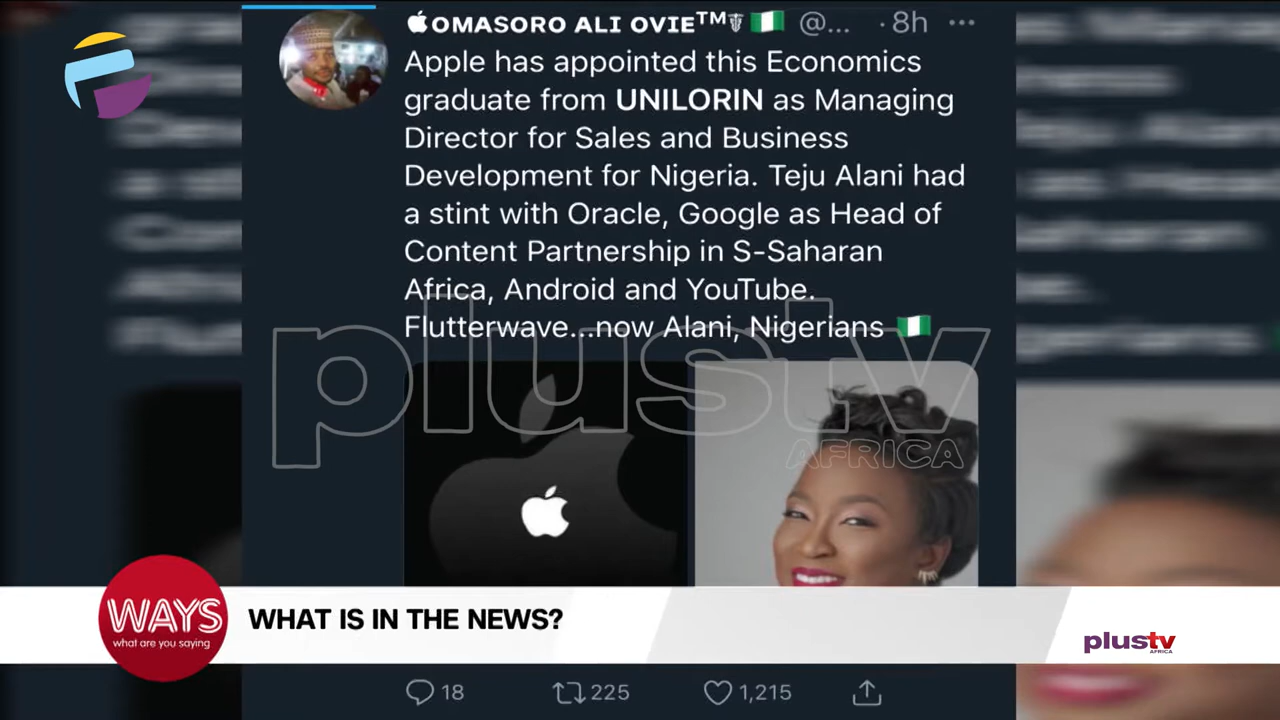 OMASORO ALI OVIE™ @... · 8h ...
Apple has appointed this Economics
graduate from UNILORIN as Managing
Director for Sales and Business
Development for Nigeria. Teju Alani had
a stint with Oracle, Google as Head of
Content Partnership in S-Saharan
Africa, Android and YouTube.
Flutterwave...now Alani, Nigerians
plustv
AFRICA
WAYS
what are you saying
WHAT IS IN THE NEWS?
plustv
AFRICA
18
225
1,215